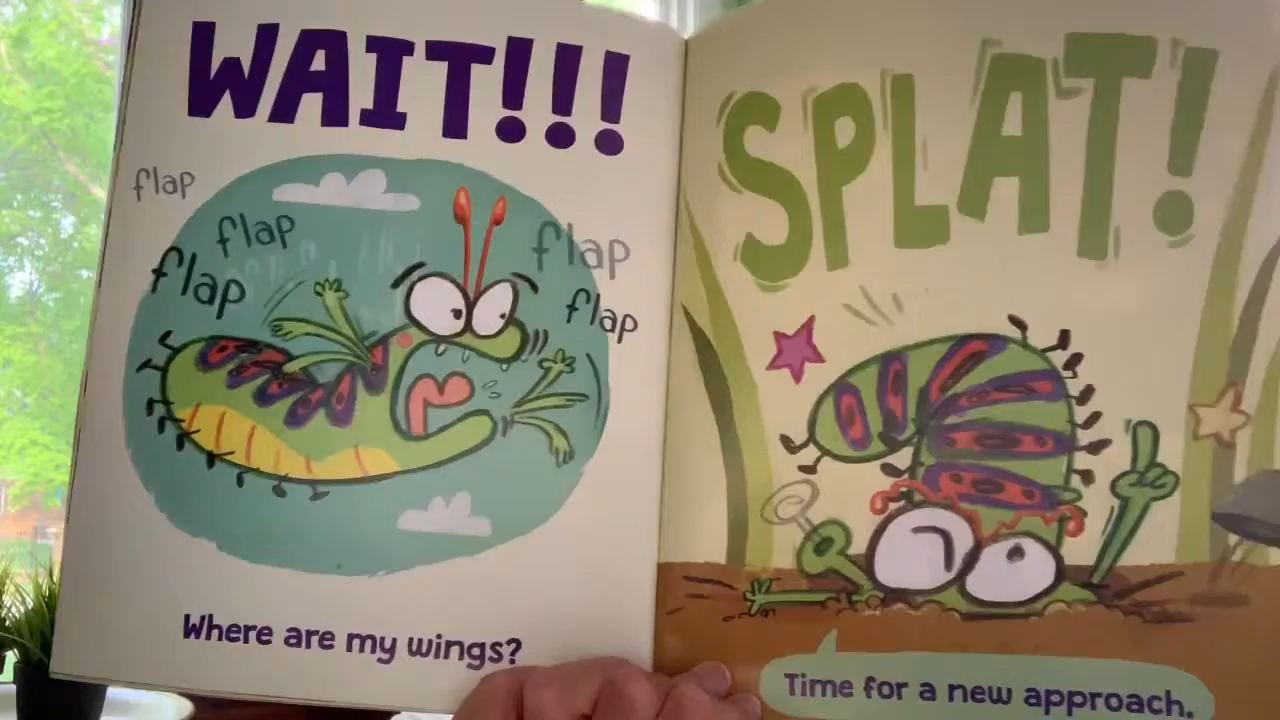 WAIT!!!
flap
flap
flap
flap
flap
Where are my wings?
SPLAT!
Time for a new approach.